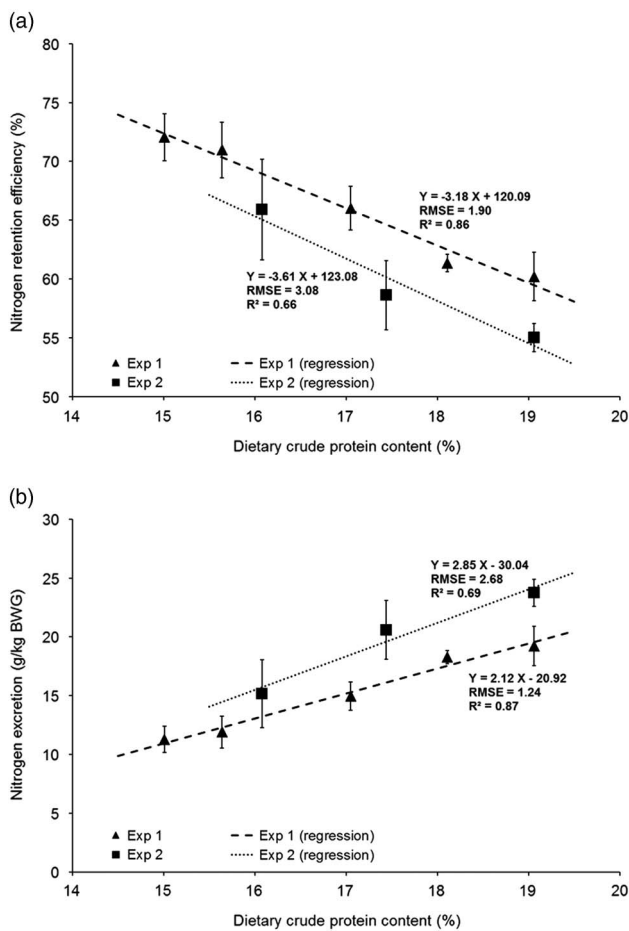 (a)
80
75
70
65
60
55
50
Nitrogen retention efficiency (%)
Y = -3.18 X + 120.09
RMSE = 1.90
R² = 0.86
Y = -3.61 X + 123.08
RMSE = 3.08
R² = 0.66
Exp 1
Exp 1 (regression)
Exp 2
Exp 2 (regression)
14
15
16
17
18
19
20
Dietary crude protein content (%)
(b)
30
25
20
15
10
5
0
Nitrogen excretion (g/kg BWG)
Y = 2.85 X - 30.04
RMSE = 2.68
R² = 0.69
Y = 2.12 X - 20.92
RMSE = 1.24
R² = 0.87
Exp 1
Exp 1 (regression)
Exp 2
Exp 2 (regression)
14
15
16
17
18
19
20
Dietary crude protein content (%)